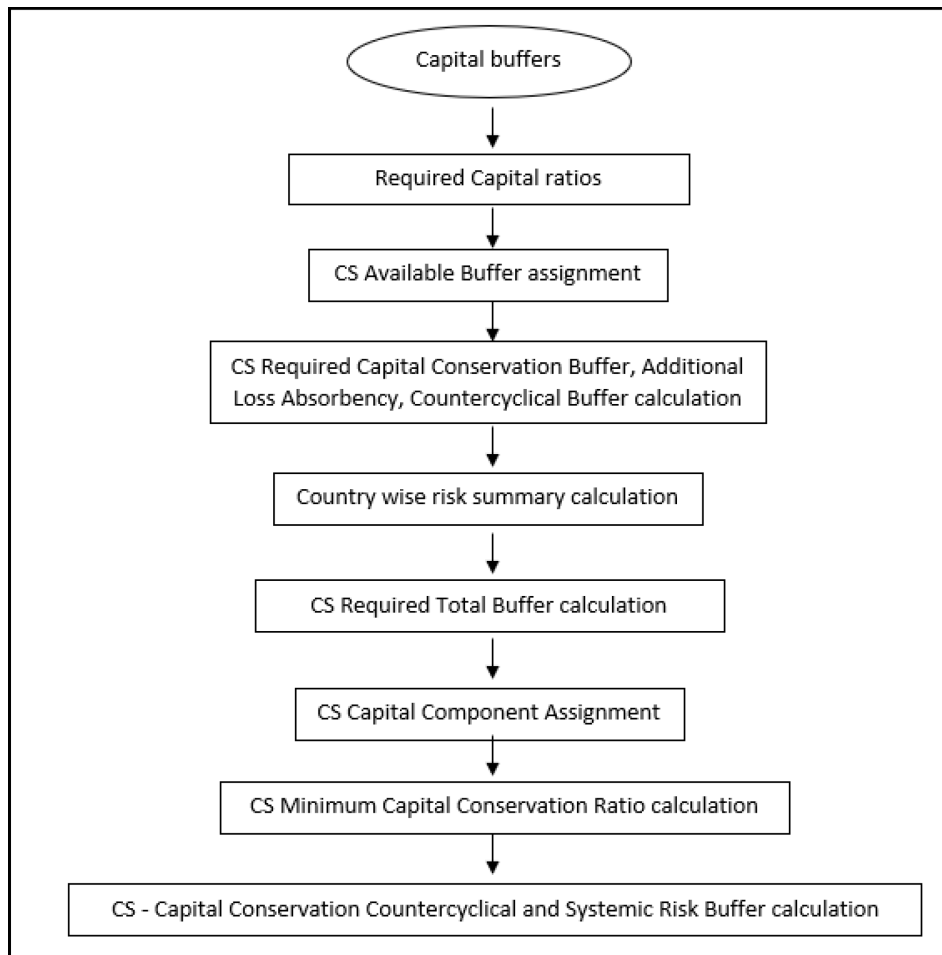 Capital buffers
Required Capital ratios
CS Available Buffer assignment
CS Required Capital Conservation Buffer, Additional
Loss Absorbency, Countercyclical Buffer calculation
Country wise risk summary calculation
CS Required Total Buffer calculation
CS Capital Component Assignment
CS Minimum Capital Conservation Ratio calculation
CS - Capital Conservation Countercyclical and Systemic Risk Buffer calculation